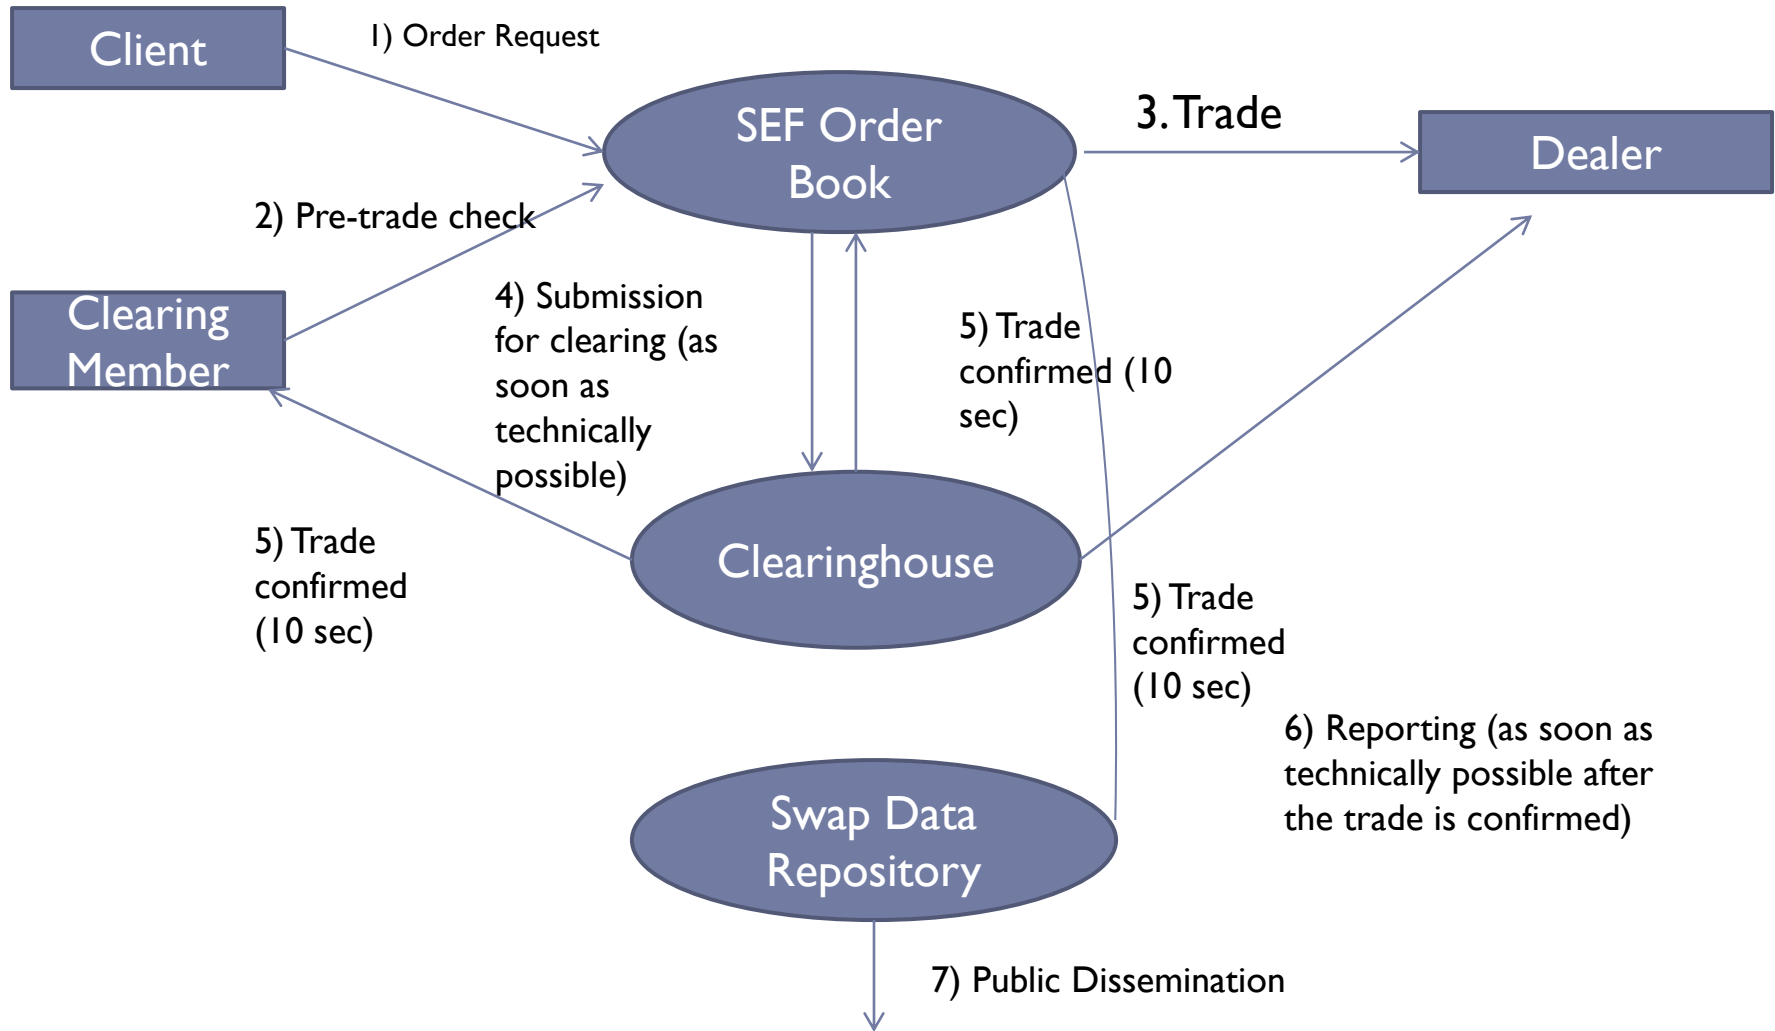 Client
1) Order Request
SEF Order
Book
3. Trade
Dealer
2) Pre-trade check
Clearing
Member
4) Submission
for clearing (as
soon as
technically
possible)
5) Trade
confirmed (10
sec)
5) Trade
confirmed
(10 sec)
Clearinghouse
5) Trade
confirmed
(10 sec)
6) Reporting (as soon as
technically possible after
the trade is confirmed)
Swap Data
Repository
7) Public Dissemination